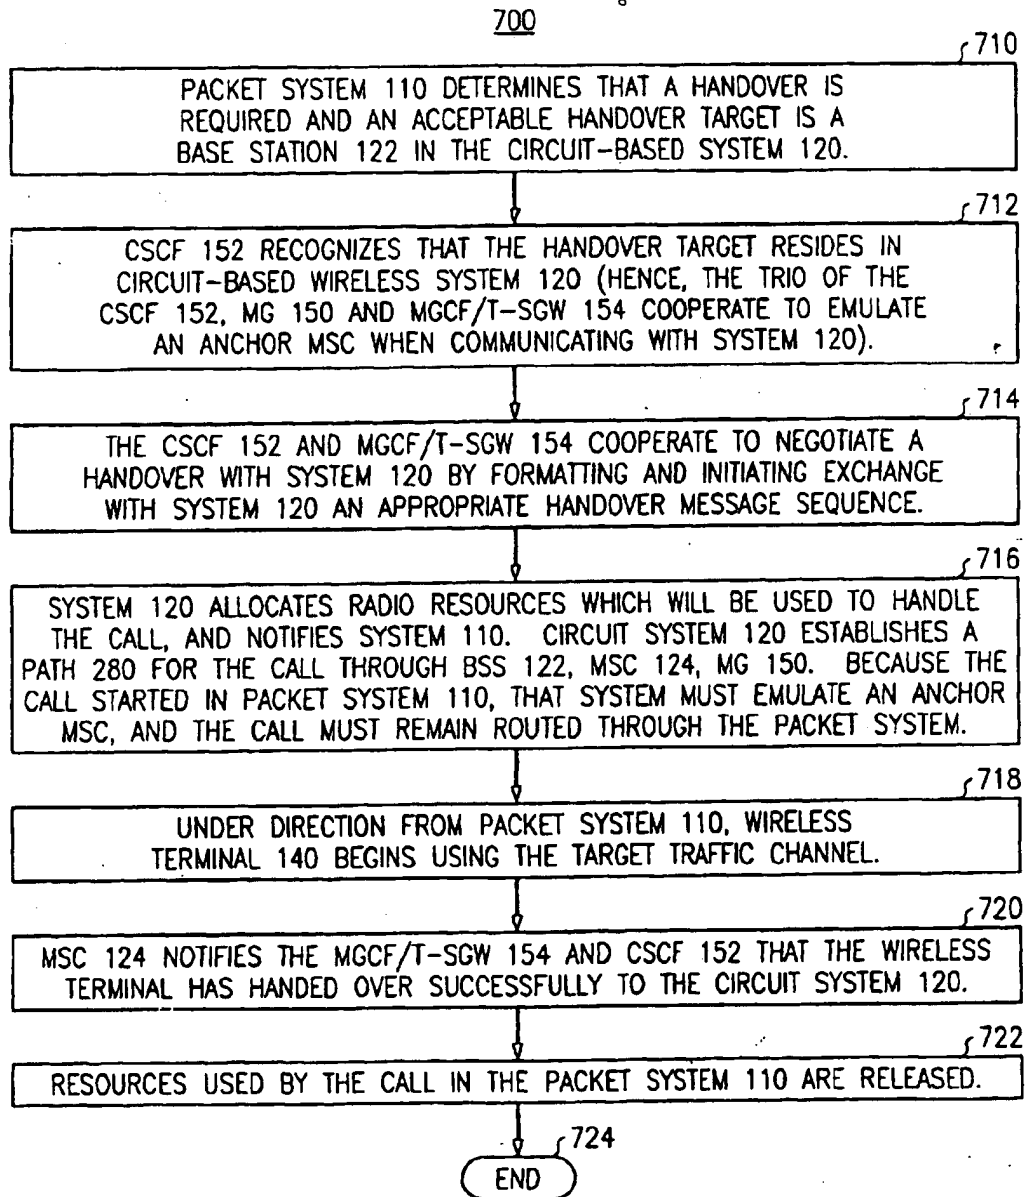 700
710
PACKET SYSTEM 110 DETERMINES THAT A HANDOVER IS
REQUIRED AND AN ACCEPTABLE HANDOVER TARGET IS A
BASE STATION 122 IN THE CIRCUIT-BASED SYSTEM 120.
712
CSCF 152 RECOGNIZES THAT THE HANDOVER TARGET RESIDES IN
CIRCUIT-BASED WIRELESS SYSTEM 120 (HENCE, THE TRIO OF THE
CSCF 152, MG 150 AND MGCF/T-SGW 154 COOPERATE TO EMULATE
AN ANCHOR MSC WHEN COMMUNICATING WITH SYSTEM 120).
714
THE CSCF 152 AND MGCF/T-SGW 154 COOPERATE TO NEGOTIATE A
HANDOVER WITH SYSTEM 120 BY FORMATTING AND INITIATING EXCHANGE
WITH SYSTEM 120 AN APPROPRIATE HANDOVER MESSAGE SEQUENCE.
716
SYSTEM 120 ALLOCATES RADIO RESOURCES WHICH WILL BE USED TO HANDLE
THE CALL, AND NOTIFIES SYSTEM 110. CIRCUIT SYSTEM 120 ESTABLISHES A
PATH 280 FOR THE CALL THROUGH BSS 122, MSC 124, MG 150. BECAUSE THE
CALL STARTED IN PACKET SYSTEM 110, THAT SYSTEM MUST EMULATE AN ANCHOR
MSC, AND THE CALL MUST REMAIN ROUTED THROUGH THE PACKET SYSTEM.
718
UNDER DIRECTION FROM PACKET SYSTEM 110, WIRELESS
TERMINAL 140 BEGINS USING THE TARGET TRAFFIC CHANNEL.
720
MSC 124 NOTIFIES THE MGCF/T-SGW 154 AND CSCF 152 THAT THE WIRELESS
TERMINAL HAS HANDED OVER SUCCESSFULLY TO THE CIRCUIT SYSTEM 120.
722
RESOURCES USED BY THE CALL IN THE PACKET SYSTEM 110 ARE RELEASED.
724
END